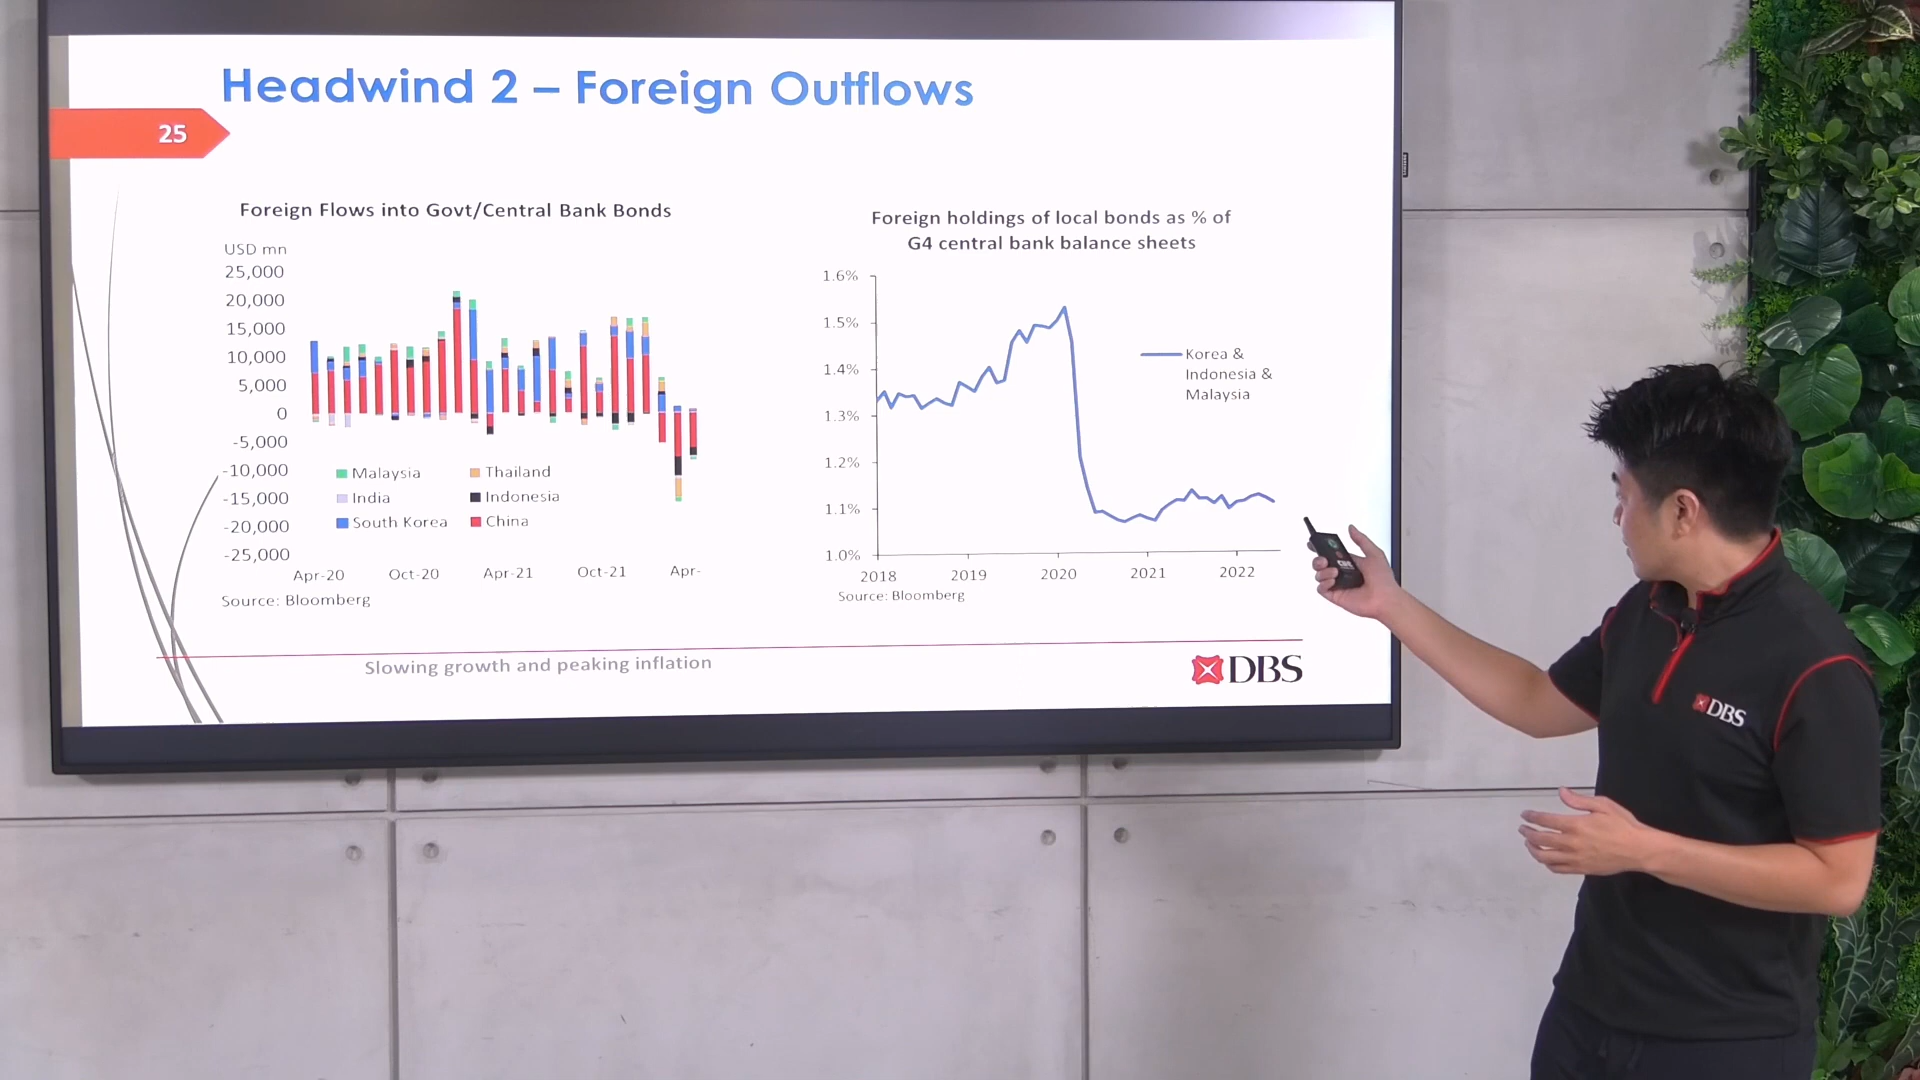 Headwind 2 – Foreign Outflows
25
Foreign Flows into Govt/Central Bank Bonds
USD mn
25,000
20,000
15,000
10,000
5,000
0
-5,000
-10,000
-15,000
-20,000
-25,000
Malaysia
Thailand
India
Indonesia
South Korea
China
Apr-20 Oct-20 Apr-21 Oct-21 Apr-
Source: Bloomberg
Foreign holdings of local bonds as % of
G4 central bank balance sheets
1.6%
1.5%
1.4%
1.3%
1.2%
1.1%
1.0%
Korea &
Indonesia &
Malaysia
2018 2019 2020 2021 2022
Source: Bloomberg
Slowing growth and peaking inflation
DBS
DBS